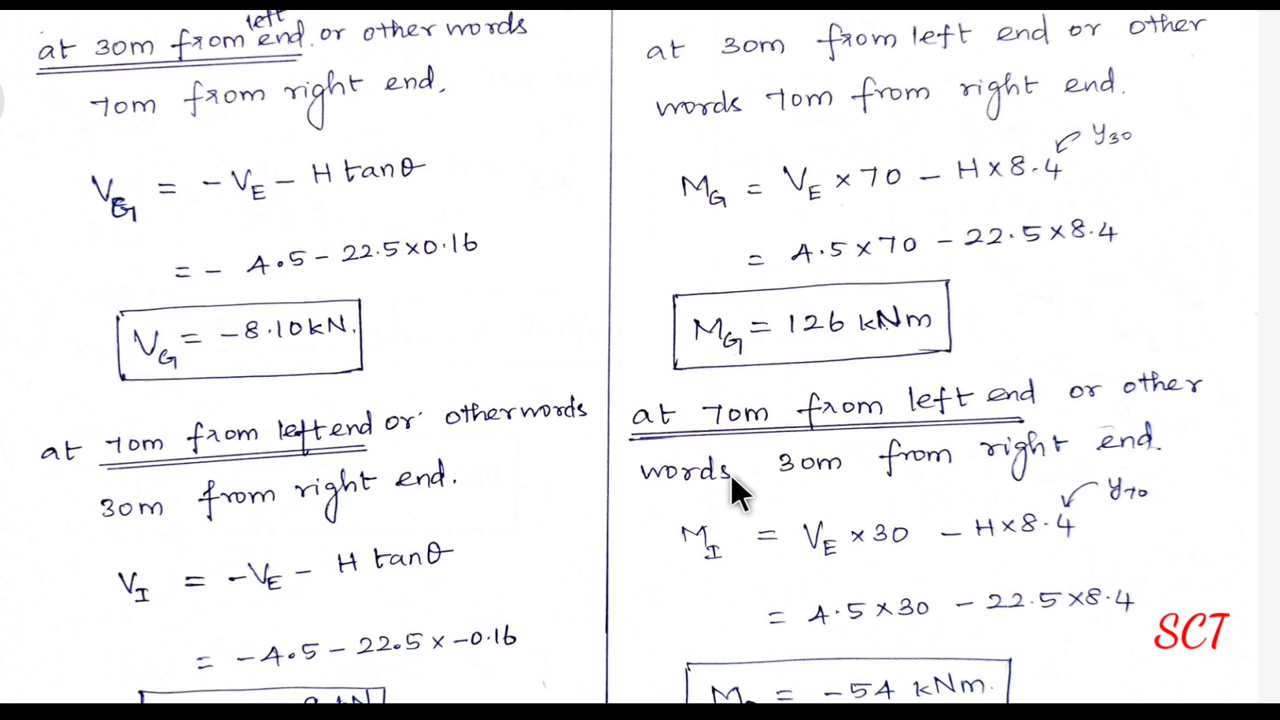 left
at 30m from end. or other words
70m from right end.
V_G = -V_E - H tanθ
= - 4.5 - 22.5×0.16
V_G = -8.10kN.
at 70m from left end or otherwords
30m from right end.
V_I = -V_E - H tanθ
= -4.5 - 22.5 × -0.16
at 30m from left end or other
words 70m from right end.
y30
M_G = V_E × 70 - H×8.4
= 4.5×70 - 22.5×8.4
M_G = 126 kNm
at 70m from left end or other
words 30m from right end.
y70
M_I = V_E ×30 - H×8.4
= 4.5×30 - 22.5×8.4
SCT
= -54 kNm.